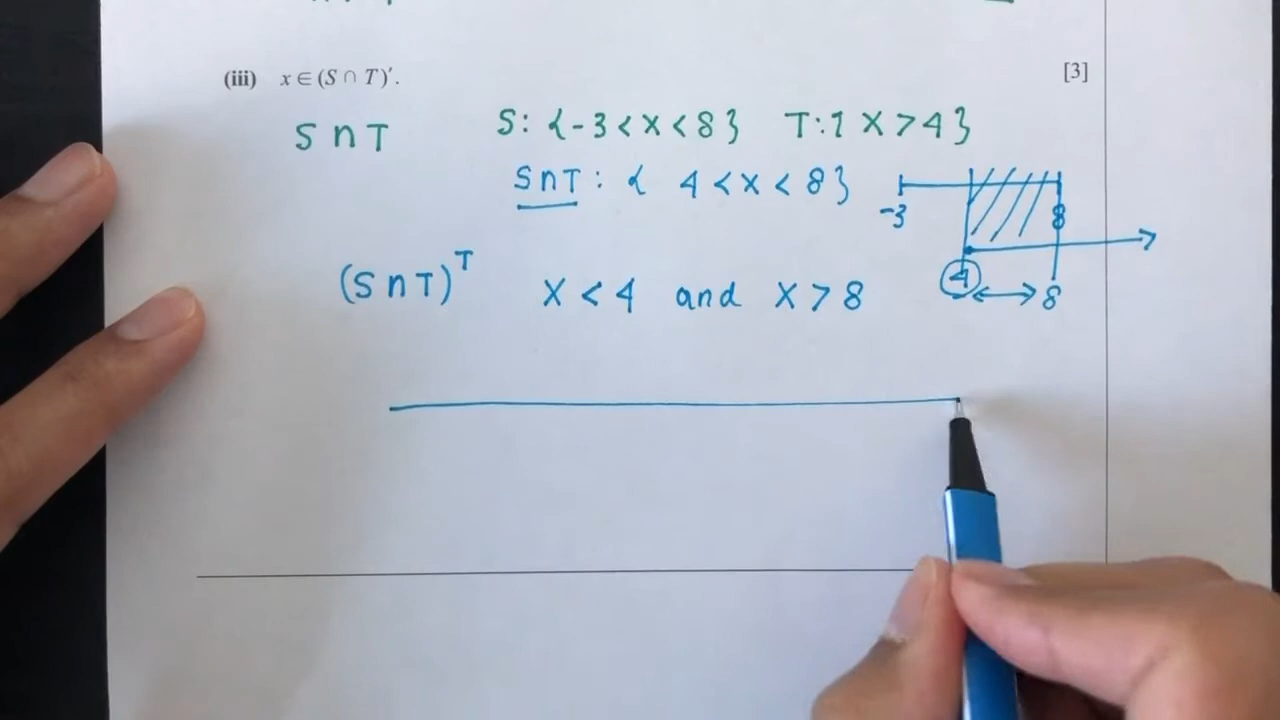 (iii) x ∈ (S ∩ T)′. [3]
S ∩ T S: {-3 < x < 8} T: { x > 4 }
S∩T : { 4 < x < 8}
-3 8
(S ∩ T)ᵀ x < 4 and x > 8
4 8